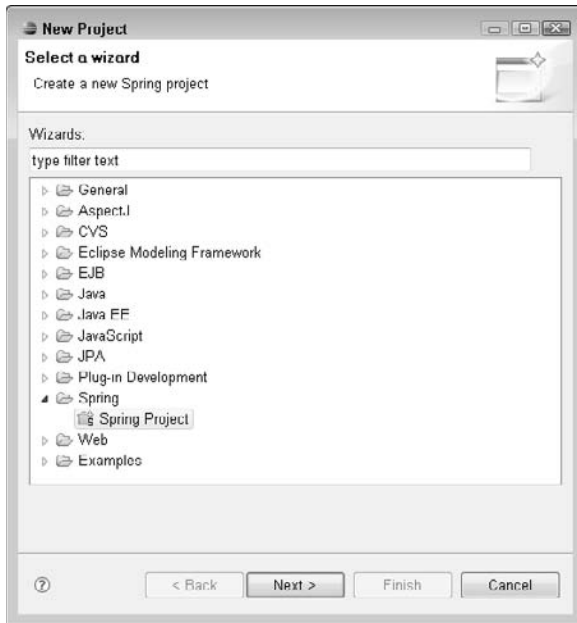 New Project
Select a wizard
Create a new Spring project
Wizards:
type filter text
General
AspectJ
CVS
Eclipse Modeling Framework
EJB
Java
Java EE
JavaScript
JPA
Plug-in Development
Spring
Spring Project
Web
Examples
?
< Back Next > Finish Cancel